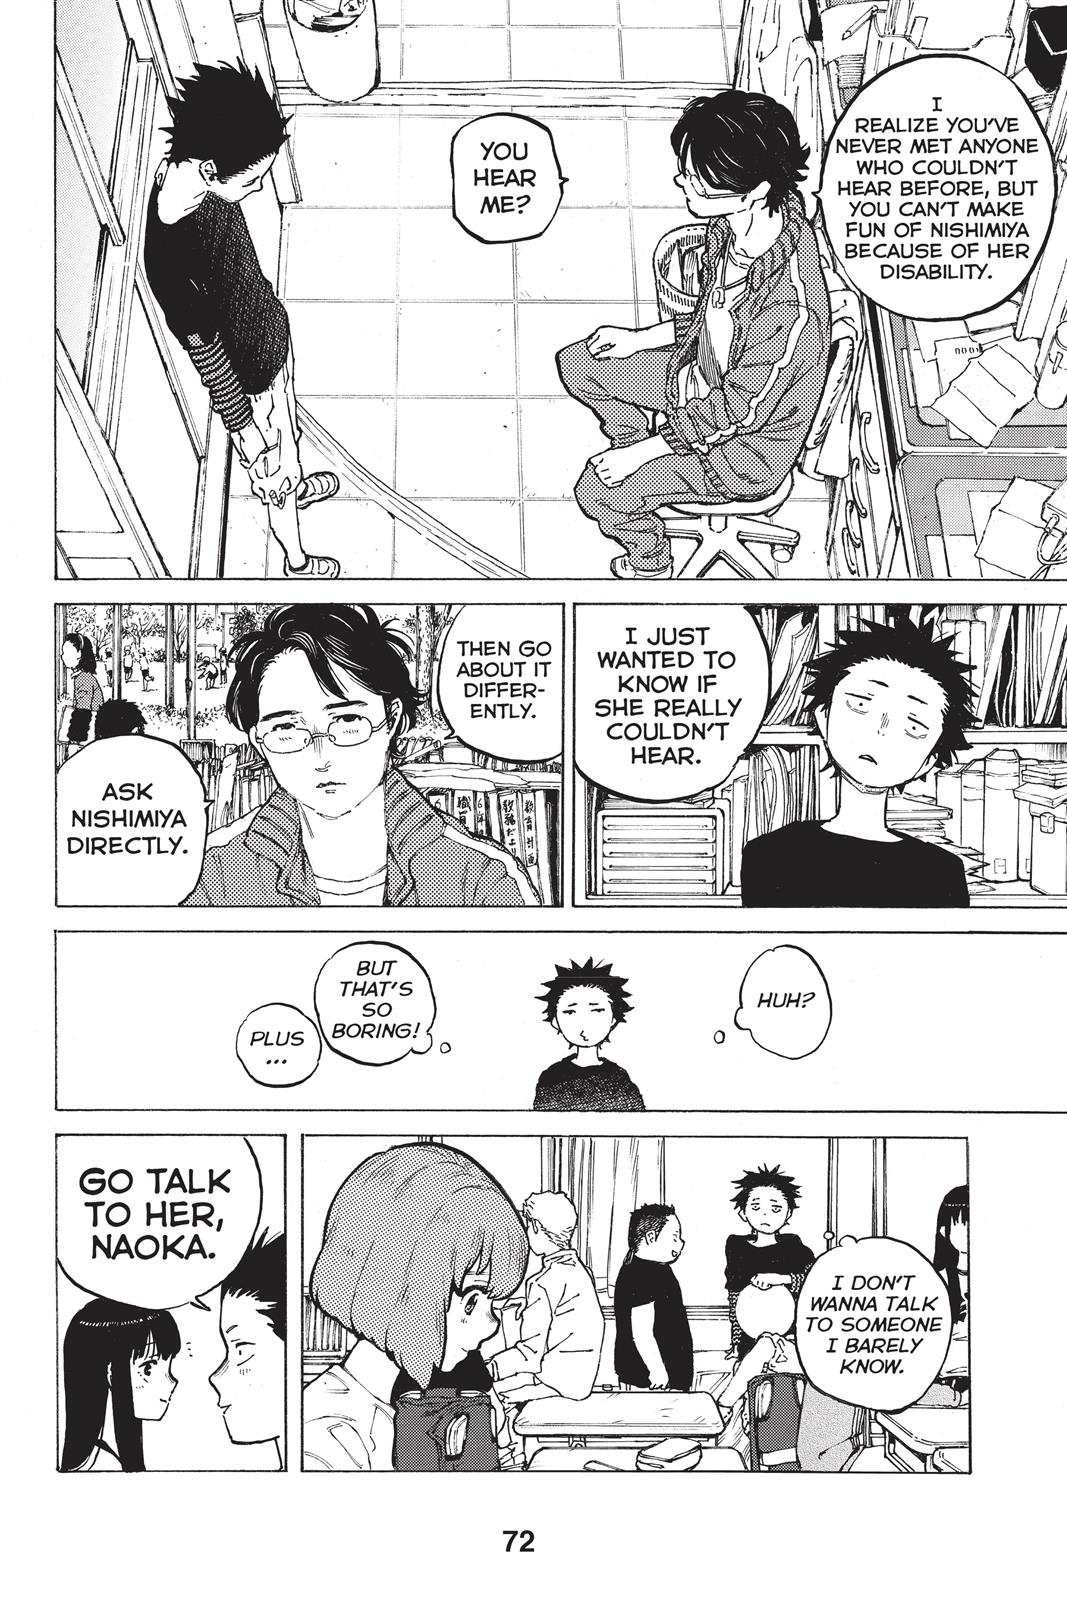 I
REALIZE YOU'VE
NEVER MET ANYONE
WHO COULDN'T
HEAR BEFORE, BUT
YOU CAN'T MAKE
FUN OF NISHIMIYA
BECAUSE OF HER
DISABILITY.
YOU
HEAR
ME?
I JUST
WANTED TO
KNOW IF
SHE REALLY
COULDN'T
HEAR.
THEN GO
ABOUT IT
DIFFER-
ENTLY.
ASK
NISHIMIYA
DIRECTLY.
HUH?
BUT
THAT'S
SO
BORING!
PLUS
...
I DON'T
WANNA TALK
TO SOMEONE
I BARELY
KNOW.
GO TALK
TO HER,
NAOKA.
72